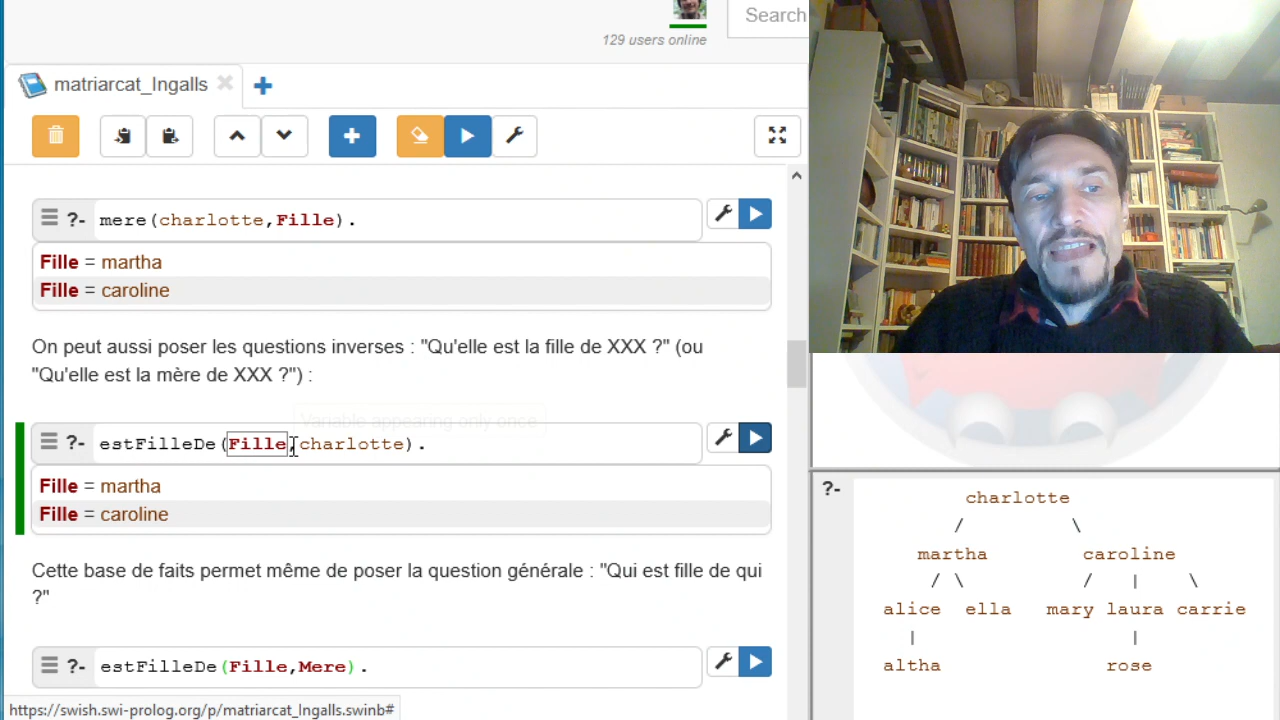 Search
129 users online
matriarcat_Ingalls
?- mere(charlotte,Fille).
Fille = martha
Fille = caroline
On peut aussi poser les questions inverses : "Qu'elle est la fille de XXX ?" (ou
"Qu'elle est la mère de XXX ?") :
Variable appearing only once
?- estFilleDe(Fille,charlotte).
Fille = martha
Fille = caroline
Cette base de faits permet même de poser la question générale : "Qui est fille de qui
?"
?- estFilleDe(Fille,Mere).
https://swish.swi-prolog.org/p/matriarcat_Ingalls.swinb#
?- charlotte
/ \
martha caroline
/ \ / | \
alice ella mary laura carrie
| |
altha rose